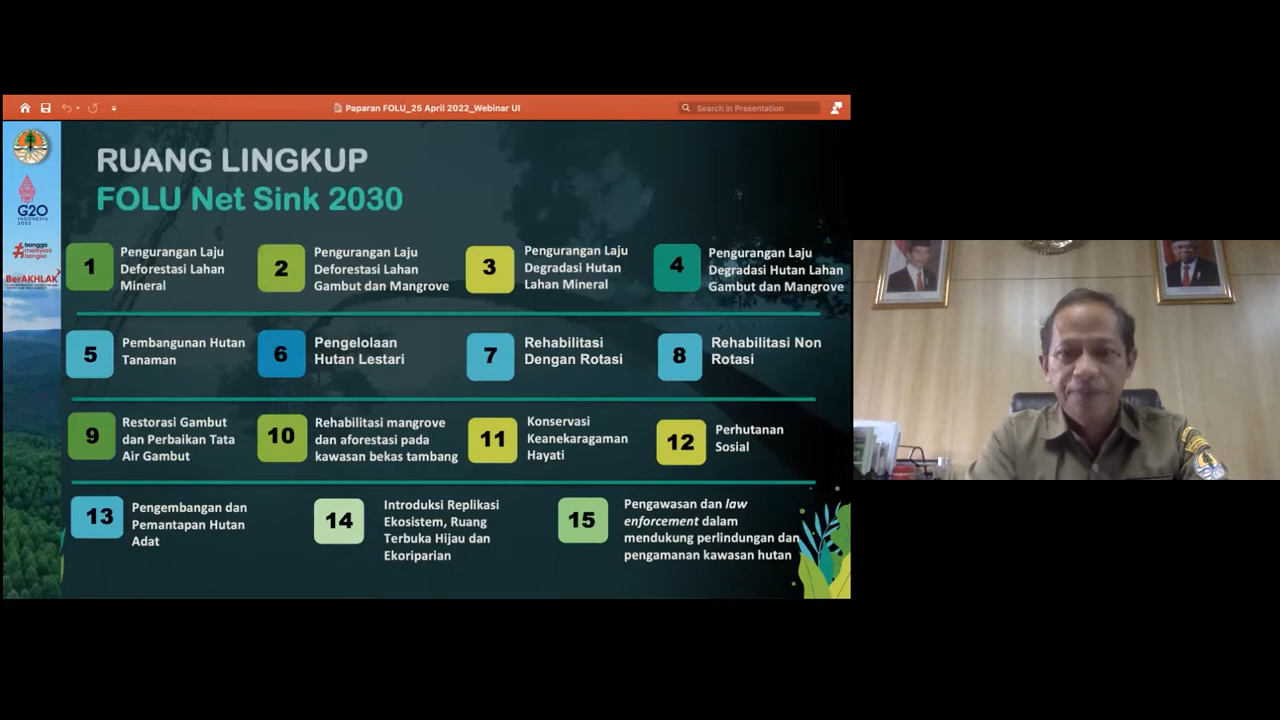 Paparan FOLU_25 April 2022_Webinar UI
Search in Presentation
RUANG LINGKUP
FOLU Net Sink 2030
G20
INDONESIA
2022
#bangga
melayani
bangsa
BerAKHLAK
1
Pengurangan Laju
Deforestasi Lahan
Mineral
2
Pengurangan Laju
Deforestasi Lahan
Gambut dan Mangrove
3
Pengurangan Laju
Degradasi Hutan
Lahan Mineral
4
Pengurangan Laju
Degradasi Hutan Lahan
Gambut dan Mangrove
5
Pembangunan Hutan
Tanaman
6
Pengelolaan
Hutan Lestari
7
Rehabilitasi
Dengan Rotasi
8
Rehabilitasi Non
Rotasi
9
Restorasi Gambut
dan Perbaikan Tata
Air Gambut
10
Rehabilitasi mangrove
dan aforestasi pada
kawasan bekas tambang
11
Konservasi
Keanekaragaman
Hayati
12
Perhutanan
Sosial
13
Pengembangan dan
Pemantapan Hutan
Adat
14
Introduksi Replikasi
Ekosistem, Ruang
Terbuka Hijau dan
Ekoriparian
15
Pengawasan dan law
enforcement dalam
mendukung perlindungan dan
pengamanan kawasan hutan